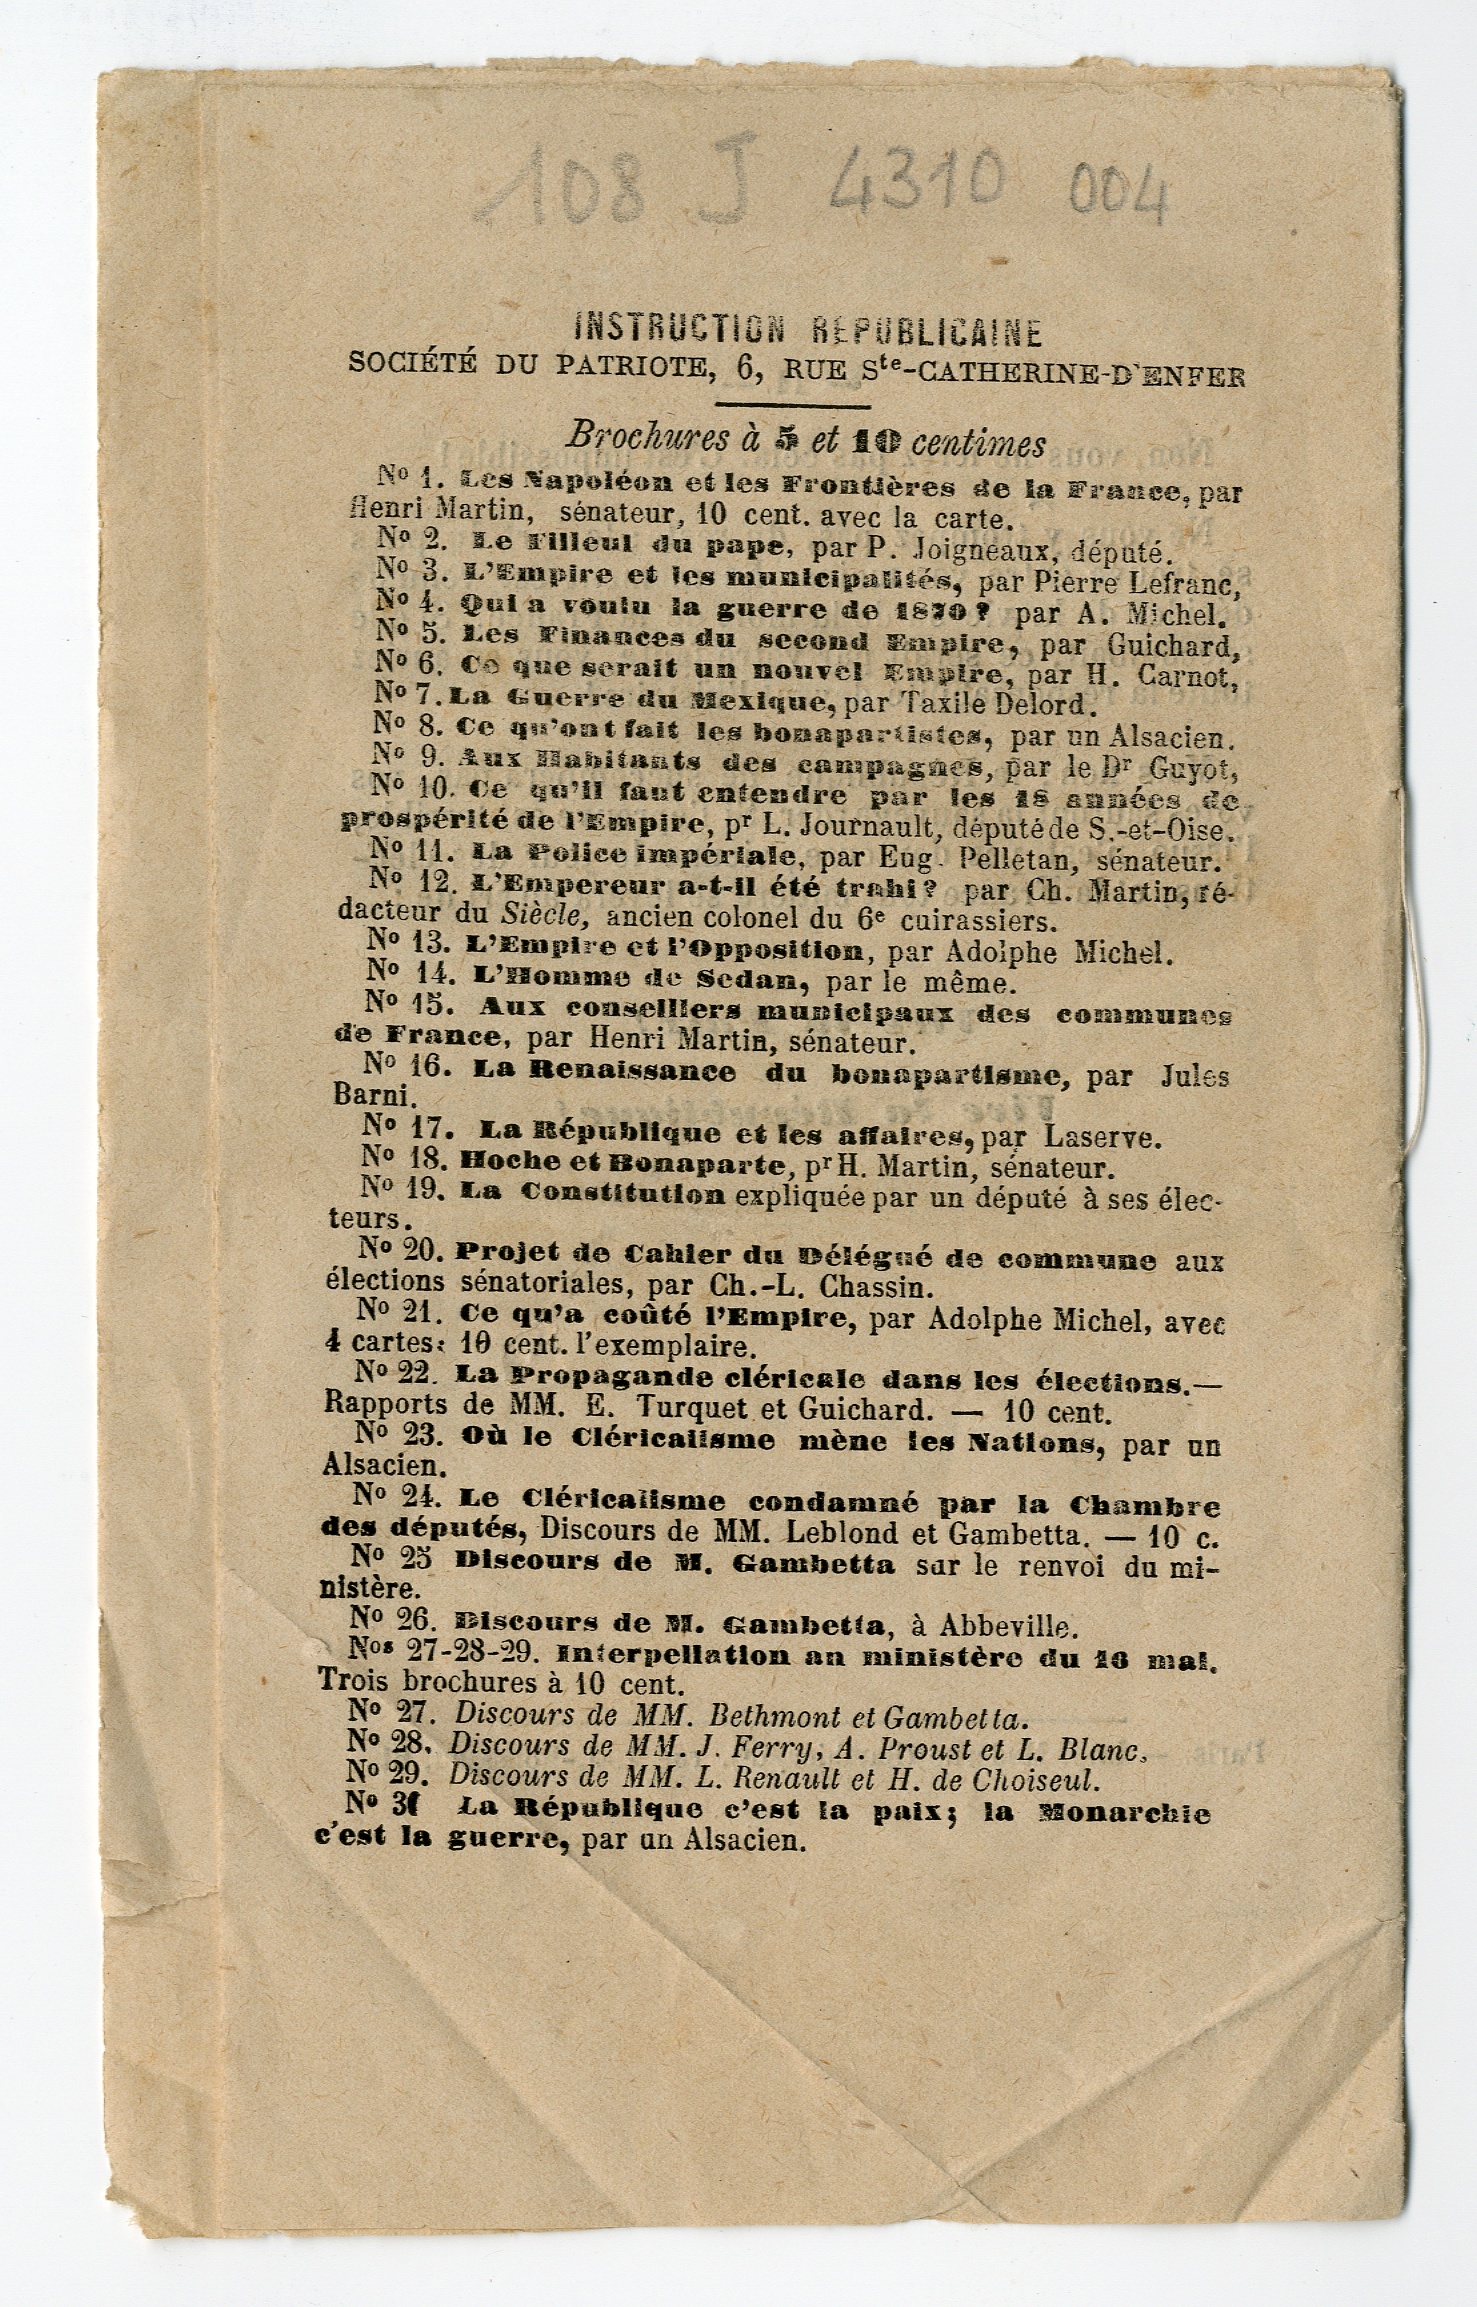 108 J 4310 004
INSTRUCTION REPUBLICAINE
SOCIÉTÉ DU PATRIOTE, 6, RUE Ste-CATHERINE-D'ENFER
Brochures à 5 et 10 centimes
No 1. Les Napoléon et les Frontières de la France, par
Henri Martin, sénateur, 10 cent. avec la carte.
No 2. Le Filleul du pape, par P. Joigneaux, député.
No 3. L'Empire et les municipalités, par Pierre Lefranc,
No 4. Qui a voulu la guerre de 1870? par A. Michel.
No 5. Les Finances du second Empire, par Guichard,
No 6. Ce que serait un nouvel Empire, par H. Carnot,
No 7. La Guerre du Mexique, par Taxile Delord.
No 8. Ce qu'ont fait les bonapartistes, par un Alsacien.
No 9. Aux Habitants des campagnes, par le Dr Guyot,
No 10. Ce qu'il faut entendre par les 18 années de
prospérité de l'Empire, pr L. Journault, député de S.-et-Oise.
No 11. La Police impériale, par Eug. Pelletan, sénateur.
No 12. L'Empereur a-t-il été trahi? par Ch. Martin, ré-
dacteur du Siècle, ancien colonel du 6e cuirassiers.
No 13. L'Empire et l'Opposition, par Adolphe Michel.
No 14. L'Homme de Sedan, par le même.
No 15. Aux conseillers municipaux des communes
de France, par Henri Martin, sénateur.
No 16. La Renaissance du bonapartisme, par Jules
Barni.
No 17. La République et les affaires, par Laserve.
No 18. Hoche et Bonaparte, pr H. Martin, sénateur.
No 19. La Constitution expliquée par un député à ses élec-
teurs.
No 20. Projet de Cahier du Délégué de commune aux
élections sénatoriales, par Ch.-L. Chassin.
No 21. Ce qu'a coûté l'Empire, par Adolphe Michel, avec
4 cartes: 10 cent. l'exemplaire.
No 22. La Propagande cléricale dans les élections.—
Rapports de MM. E. Turquet et Guichard. — 10 cent.
No 23. Où le Cléricalisme mène les Nations, par un
Alsacien.
No 24. Le Cléricalisme condamné par la Chambre
des députés, Discours de MM. Leblond et Gambetta. — 10 c.
No 25 Discours de M. Gambetta sur le renvoi du mi-
nistère.
No 26. Discours de M. Gambetta, à Abbeville.
Nos 27-28-29. Interpellation au ministère du 16 mai.
Trois brochures à 10 cent.
No 27. Discours de MM. Bethmont et Gambetta.
No 28. Discours de MM. J. Ferry, A. Proust et L. Blanc,
No 29. Discours de MM. L. Renault et H. de Choiseul.
No La République c'est la paix; la Monarchie
c'est la guerre, par un Alsacien.